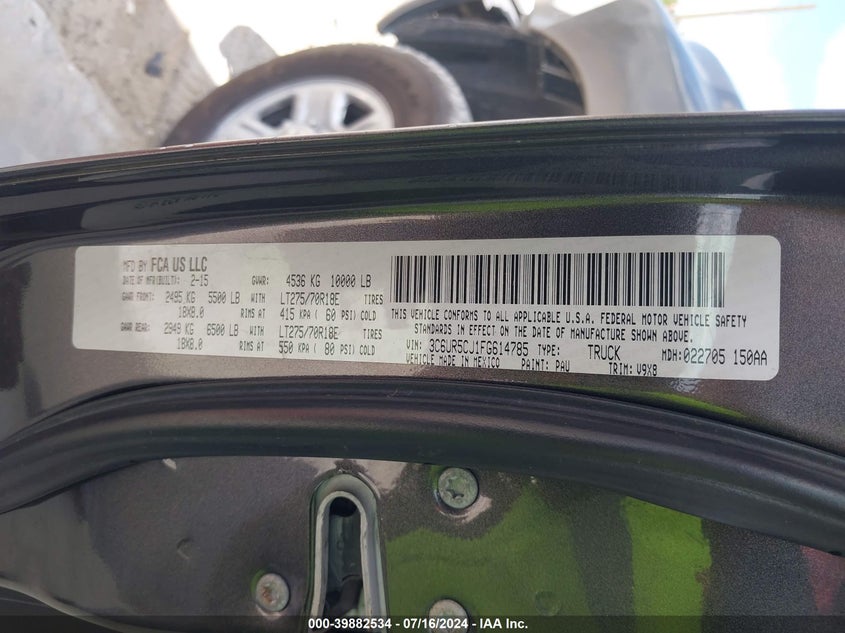 MFD BY FCA US LLC
DATE OF MFR(BUILT): 2-15 GVWR: 4536 KG 10000 LB
GAWR FRONT: 2495 KG 5500 LB WITH LT275/70R18E TIRES
18X8.0 RIMS AT 415 KPA ( 60 PSI) COLD
GAWR REAR: 2949 KG 6500 LB WITH LT275/70R18E TIRES
18X8.0 RIMS AT 550 KPA ( 80 PSI) COLD
THIS VEHICLE CONFORMS TO ALL APPLICABLE U.S.A. FEDERAL MOTOR VEHICLE SAFETY
STANDARDS IN EFFECT ON THE DATE OF MANUFACTURE SHOWN ABOVE.
VIN: 3C6UR5CJ1FG614785 TYPE: TRUCK MDH:022705 150AA
VEHICLE MADE IN MEXICO PAINT: PAU TRIM: V9X8
000-39882534 / 07/16/2024 - IAA Inc.